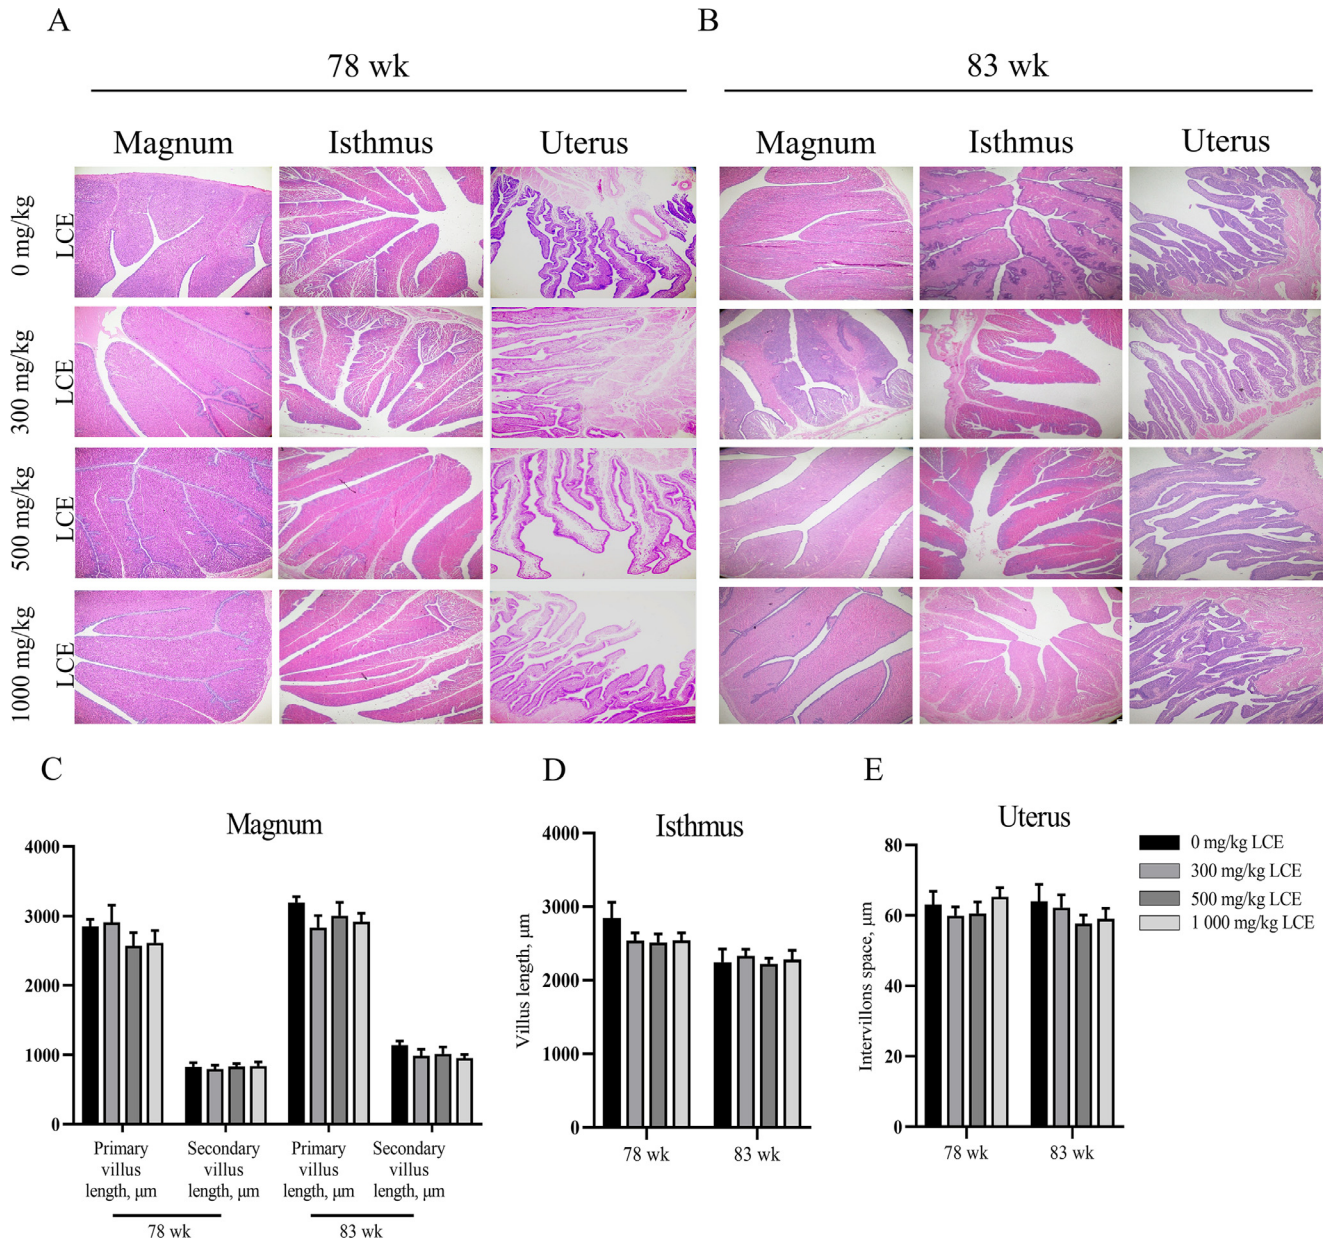 A
B
78 wk
83 wk
Magnum
Isthmus
Uterus
Magnum
Isthmus
Uterus
0 mg/kg
LCE
300 mg/kg
LCE
500 mg/kg
LCE
1000 mg/kg
LCE
C
D
E
Magnum
4000
3000
2000
1000
0
Primary
villus
length, μm
Secondary
villus
length, μm
Primary
villus
length, μm
Secondary
villus
length, μm
78 wk
83 wk
Isthmus
Villus length, μm
4000
3000
2000
1000
0
78 wk
83 wk
Uterus
Intervillons space, μm
80
60
40
20
0
78 wk
83 wk
0 mg/kg LCE
300 mg/kg LCE
500 mg/kg LCE
1 000 mg/kg LCE